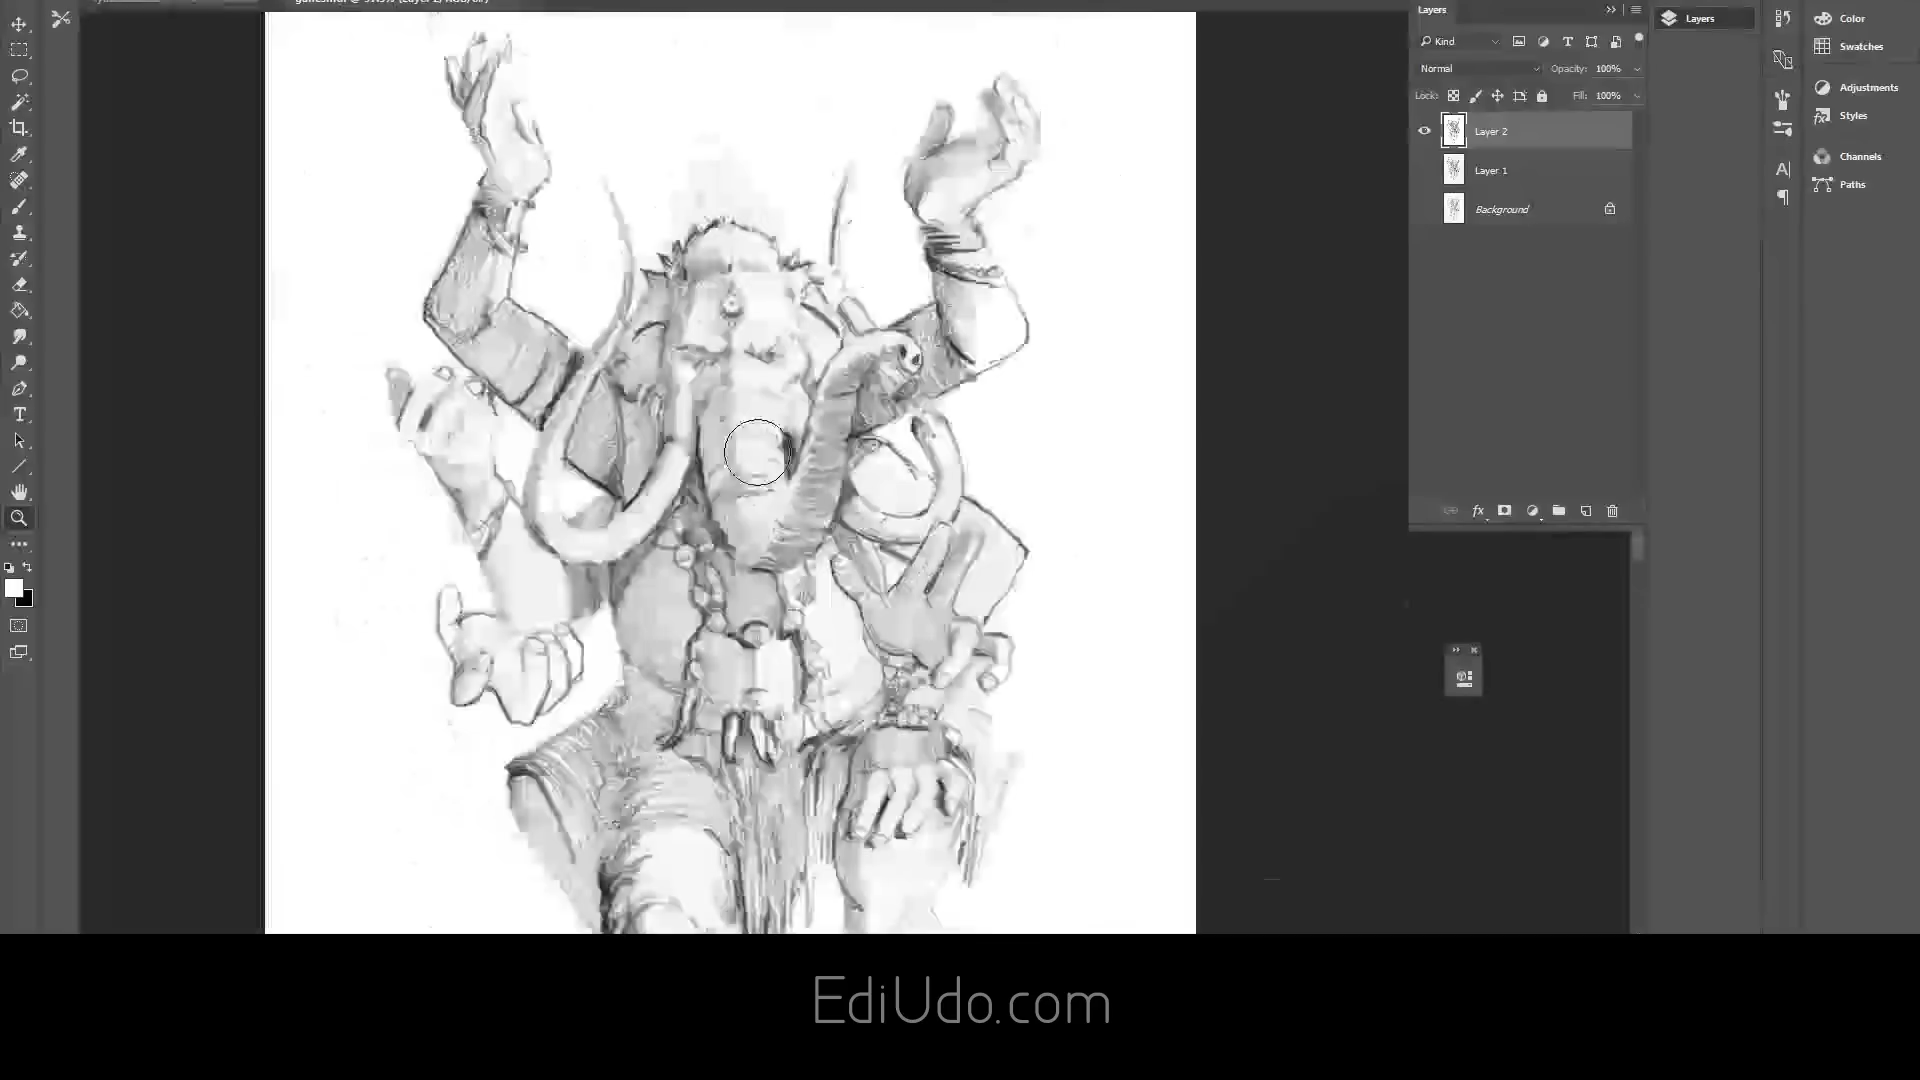 Layers
Kind
Normal
Opacity: 100%
Lock:
Fill: 100%
Layer 2
Layer 1
Background
fx
Layers
Color
Swatches
Adjustments
Styles
Channels
Paths
EdiUdo.com